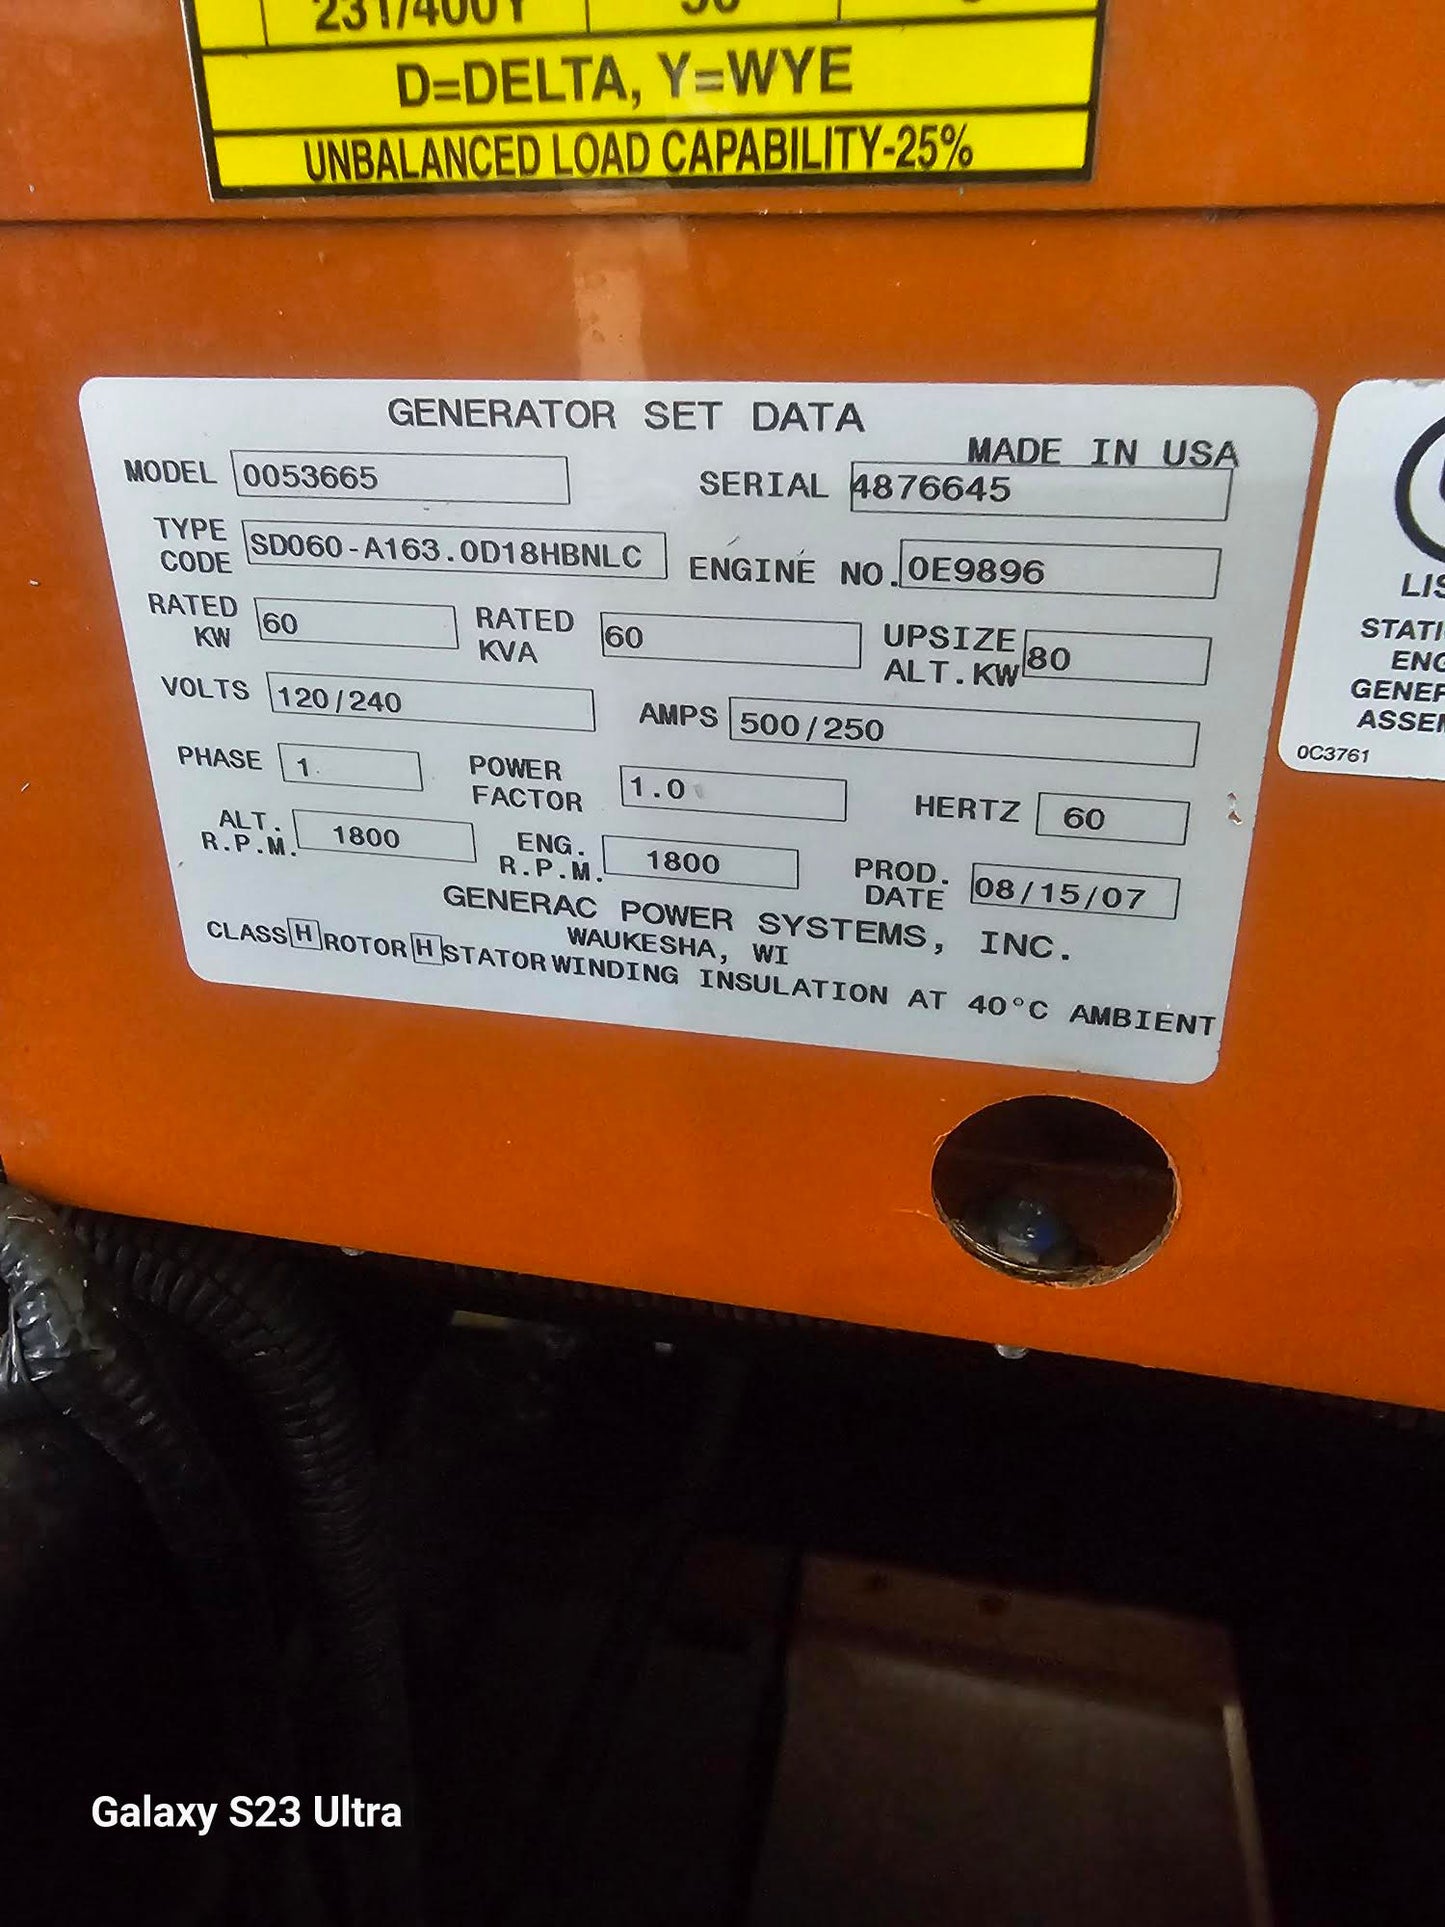 231/400Y
D=DELTA, Y=WYE
UNBALANCED LOAD CAPABILITY-25%
GENERATOR SET DATA
MADE IN USA
MODEL 0053665 SERIAL 4876645
TYPE CODE SD060-A163.0D18HBNLC ENGINE NO. 0E9896
RATED KW 60 RATED KVA 60 UPSIZE ALT.KW 80
VOLTS 120/240 AMPS 500/250
PHASE 1 POWER FACTOR 1.0 HERTZ 60
ALT. R.P.M. 1800 ENG. R.P.M. 1800 PROD. DATE 08/15/07
GENERAC POWER SYSTEMS, INC.
WAUKESHA, WI
CLASS H ROTOR H STATOR WINDING INSULATION AT 40°C AMBIENT
LIS
STATI
ENG
GENER
ASSEM
0C3761
Galaxy S23 Ultra